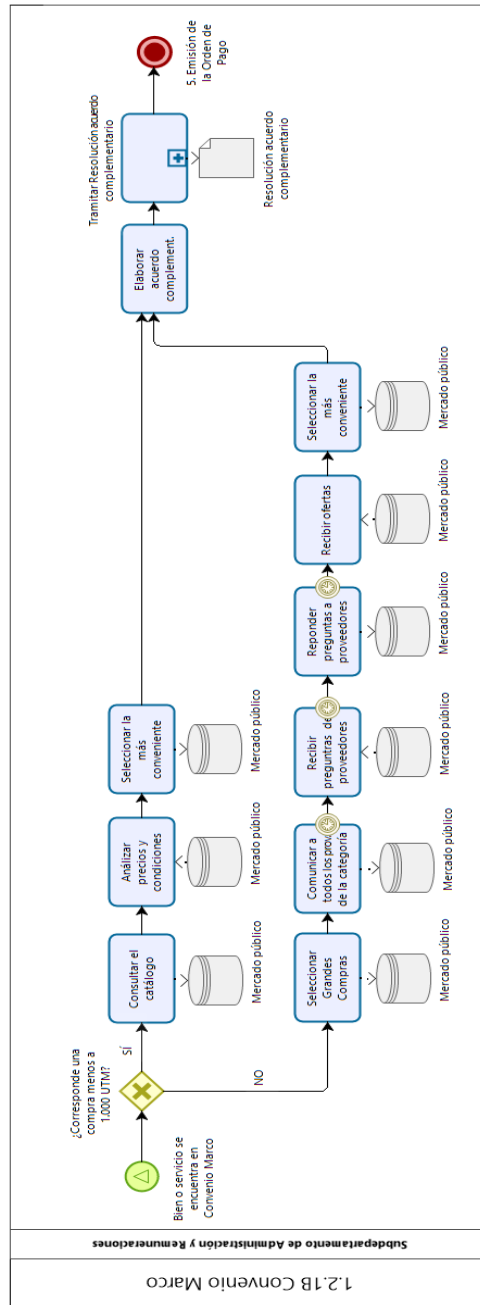 1.2.1B Convenio Marco
Subdepartamento de Administración y Remuneraciones
Bien o servicio se
encuentra en
Convenio Marco
¿Corresponde una
compra menos a
1.000 UTM?
SÍ
NO
Consultar el
catálogo
Mercado público
Análizar
precios y
condiciones
Mercado público
Seleccionar la
más
conveniente
Mercado público
Seleccionar
Grandes
Compras
Mercado público
Comunicar a
todos los prov
de la categoría
Mercado público
Recibir
preguntras de
proveedores
Mercado público
Reponder
preguntas a
proveedores
Mercado público
Recibir ofertas
Mercado público
Seleccionar la
más
conveniente
Mercado público
Elaborar
acuerdo
complement.
Tramitar Resolución acuerdo
complementario
Resolución acuerdo
complementario
5. Emisión de
la Orden de
Pago